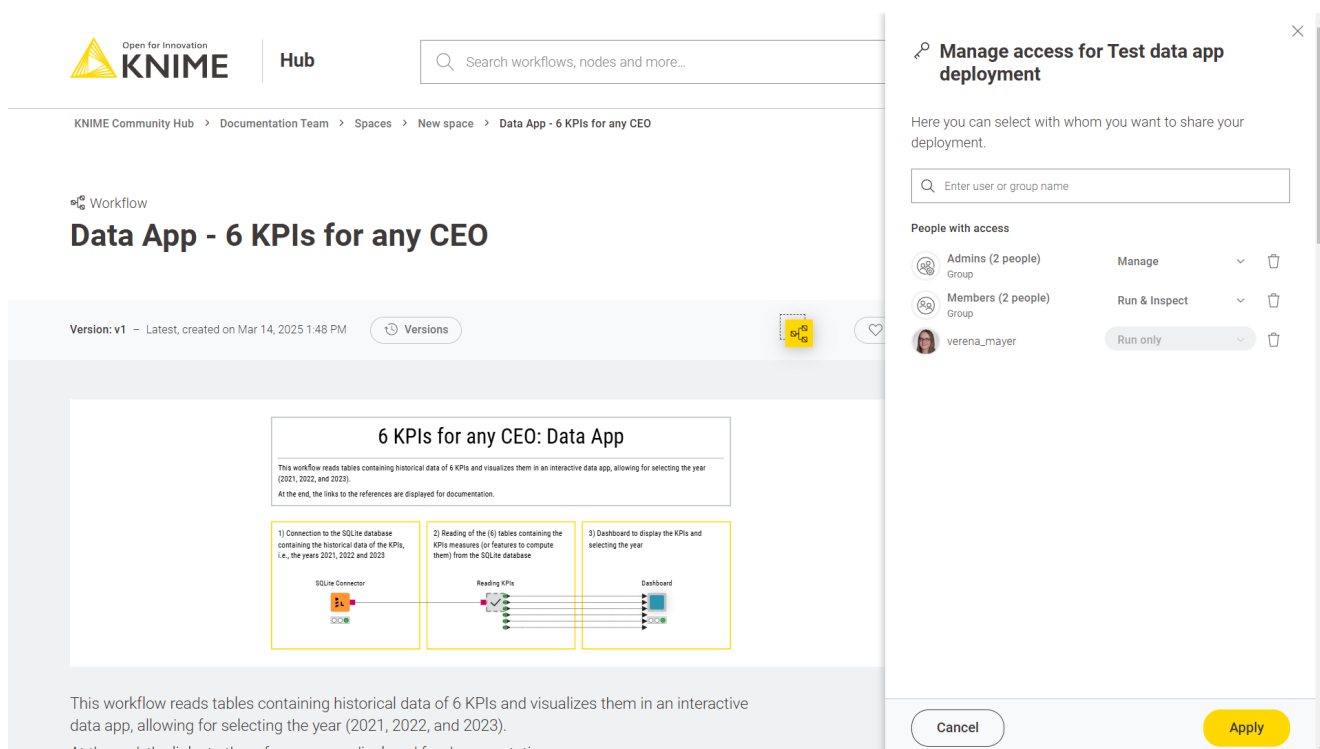 Open for Innovation
KNIME
Hub
Search workflows, nodes and more...
KNIME Community Hub > Documentation Team > Spaces > New space > Data App - 6 KPIs for any CEO
Workflow
Data App - 6 KPIs for any CEO
Version: v1 – Latest, created on Mar 14, 2025 1:48 PM
Versions
6 KPIs for any CEO: Data App
This workflow reads tables containing historical data of 6 KPIs and visualizes them in an interactive data app, allowing for selecting the year
(2021, 2022, and 2023).
At the end, the links to the references are displayed for documentation.
1) Connection to the SQLite database
containing the historical data of the KPIs,
i.e., the years 2021, 2022 and 2023
SQLite Connector
2) Reading of the (6) tables containing the
KPIs measures (or features to compute
them) from the SQLite database
Reading KPIs
3) Dashboard to display the KPIs and
selecting the year
Dashboard
This workflow reads tables containing historical data of 6 KPIs and visualizes them in an interactive
data app, allowing for selecting the year (2021, 2022, and 2023).
Manage access for Test data app
deployment
Here you can select with whom you want to share your
deployment.
Enter user or group name
People with access
Admins (2 people)
Group
Manage
Members (2 people)
Group
Run & Inspect
verena_mayer
Run only
Cancel
Apply